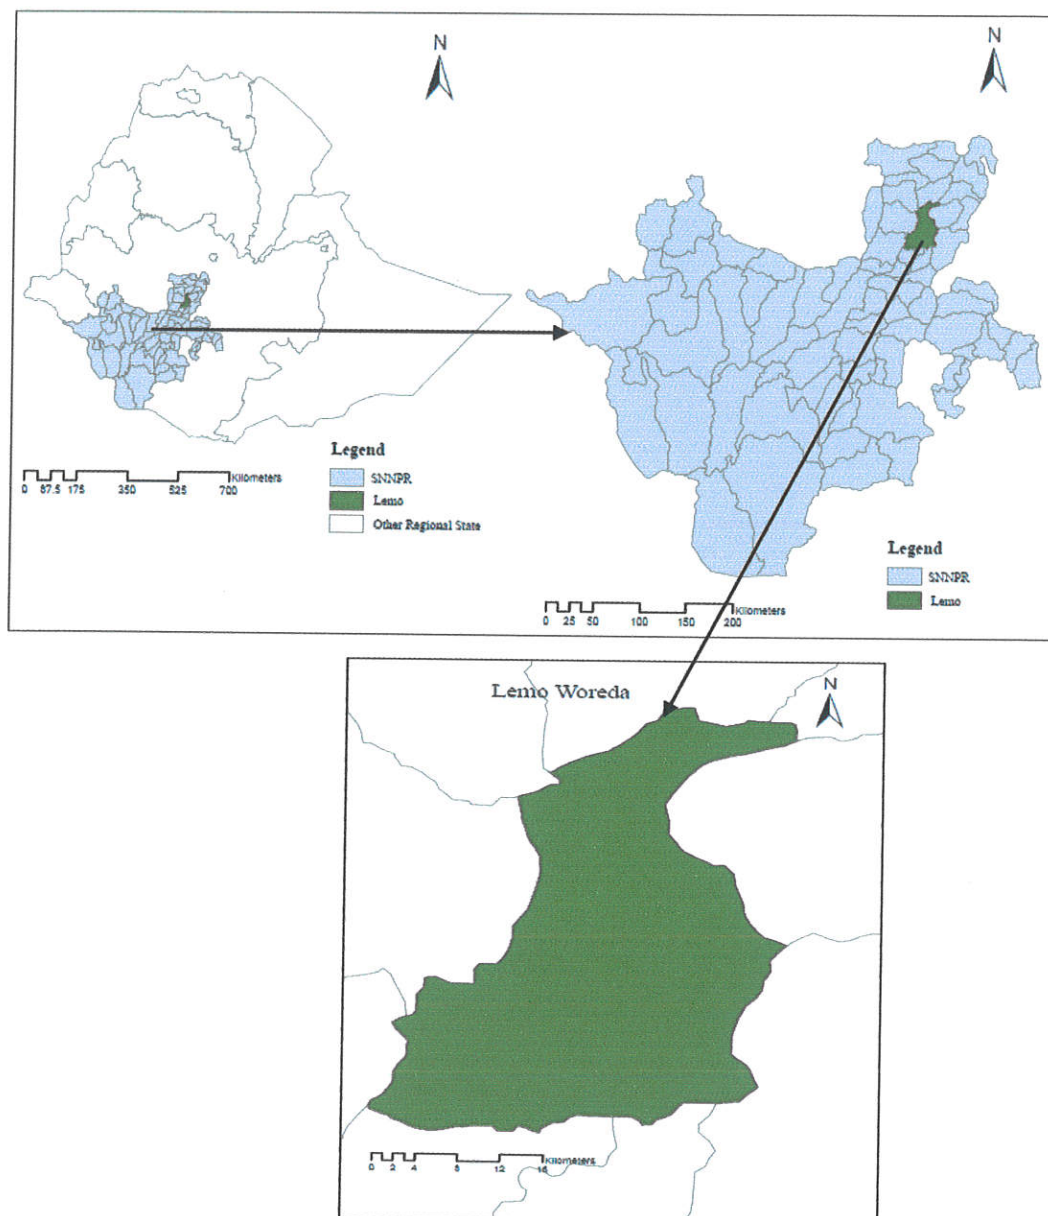 N
N
Legend
SNNPR
Lemo
Other Regional State
Kilometers
0 87.5 175 350 525 700
Legend
SNNPR
Lemo
Kilometers
0 25 50 100 150 200
Lemo Woreda
N
Kilometers
0 2 4 8 12 16